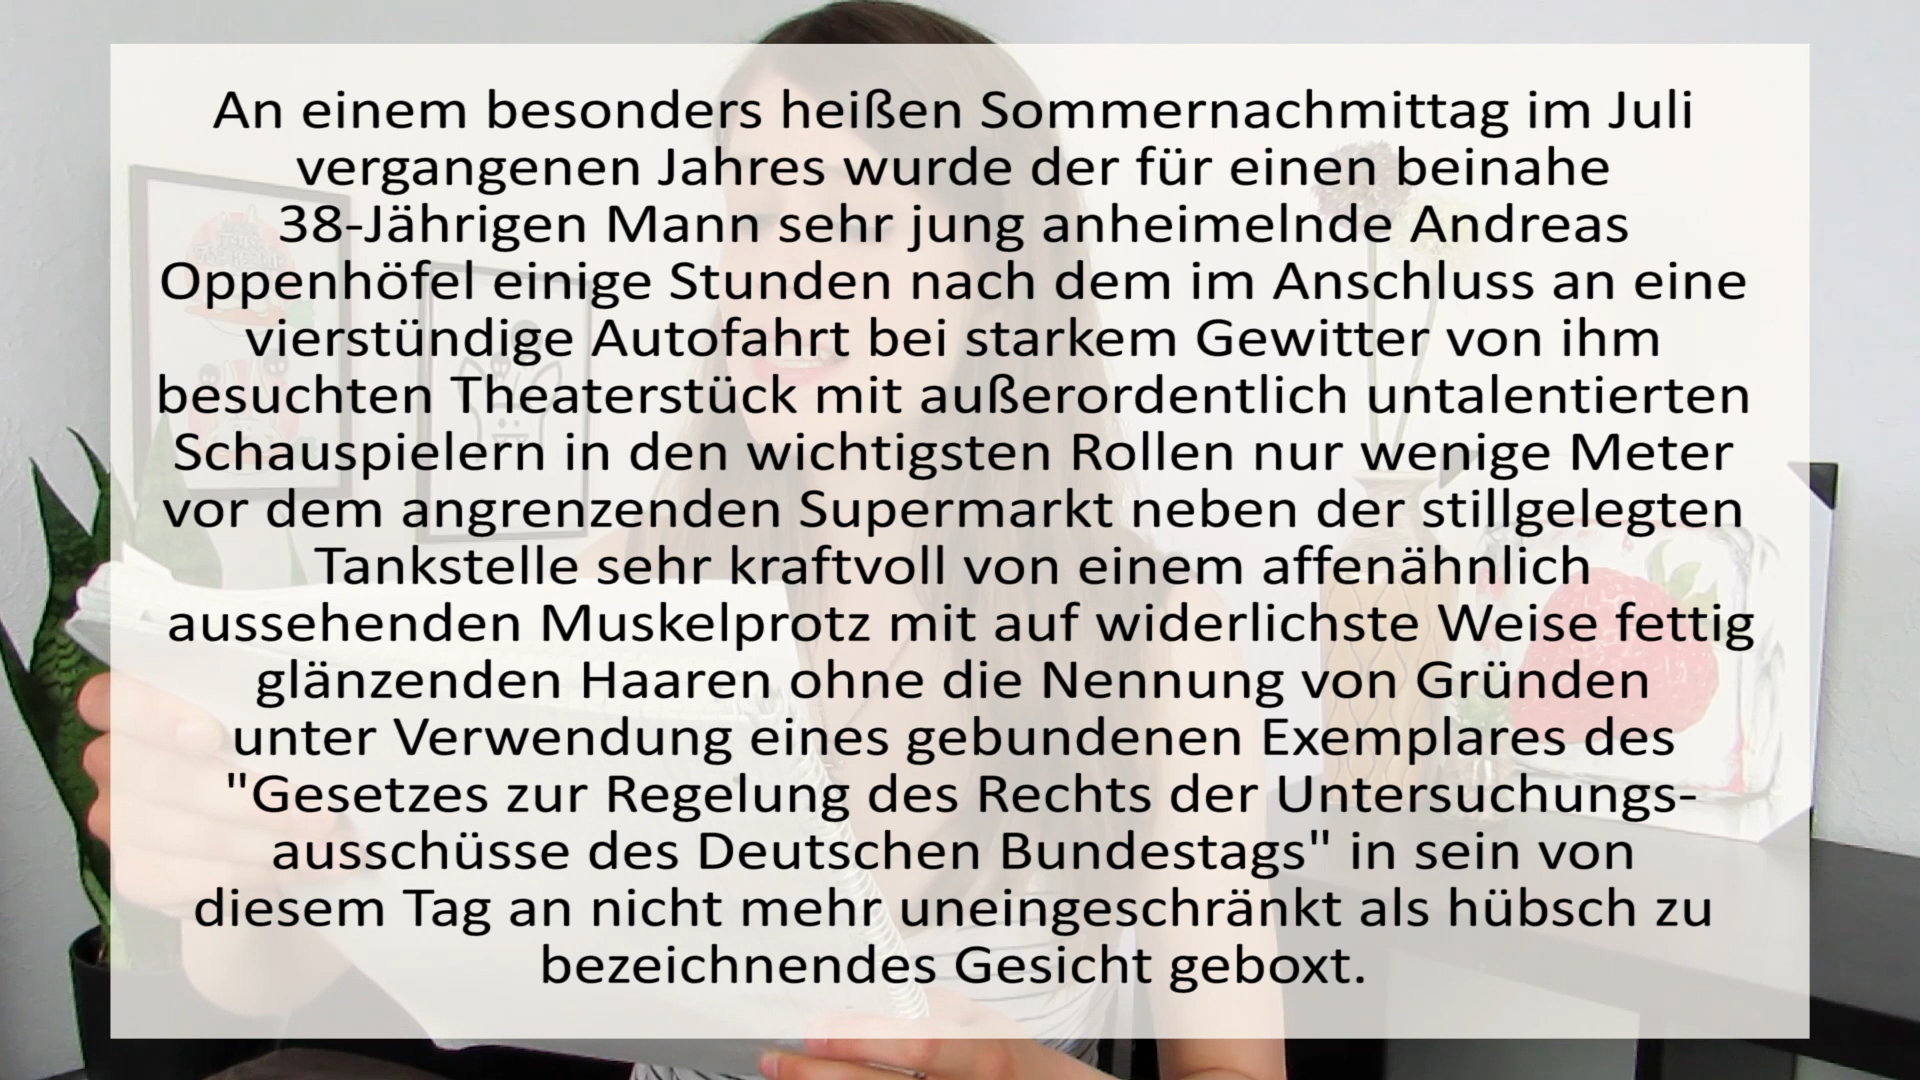 An einem besonders heißen Sommernachmittag im Juli
vergangenen Jahres wurde der für einen beinahe
38-Jährigen Mann sehr jung anheimelnde Andreas
Oppenhöfel einige Stunden nach dem im Anschluss an eine
vierstündige Autofahrt bei starkem Gewitter von ihm
besuchten Theaterstück mit außerordentlich untalentierten
Schauspielern in den wichtigsten Rollen nur wenige Meter
vor dem angrenzenden Supermarkt neben der stillgelegten
Tankstelle sehr kraftvoll von einem affenähnlich
aussehenden Muskelprotz mit auf widerlichste Weise fettig
glänzenden Haaren ohne die Nennung von Gründen
unter Verwendung eines gebundenen Exemplares des
"Gesetzes zur Regelung des Rechts der Untersuchungs-
ausschüsse des Deutschen Bundestags" in sein von
diesem Tag an nicht mehr uneingeschränkt als hübsch zu
bezeichnendes Gesicht geboxt.